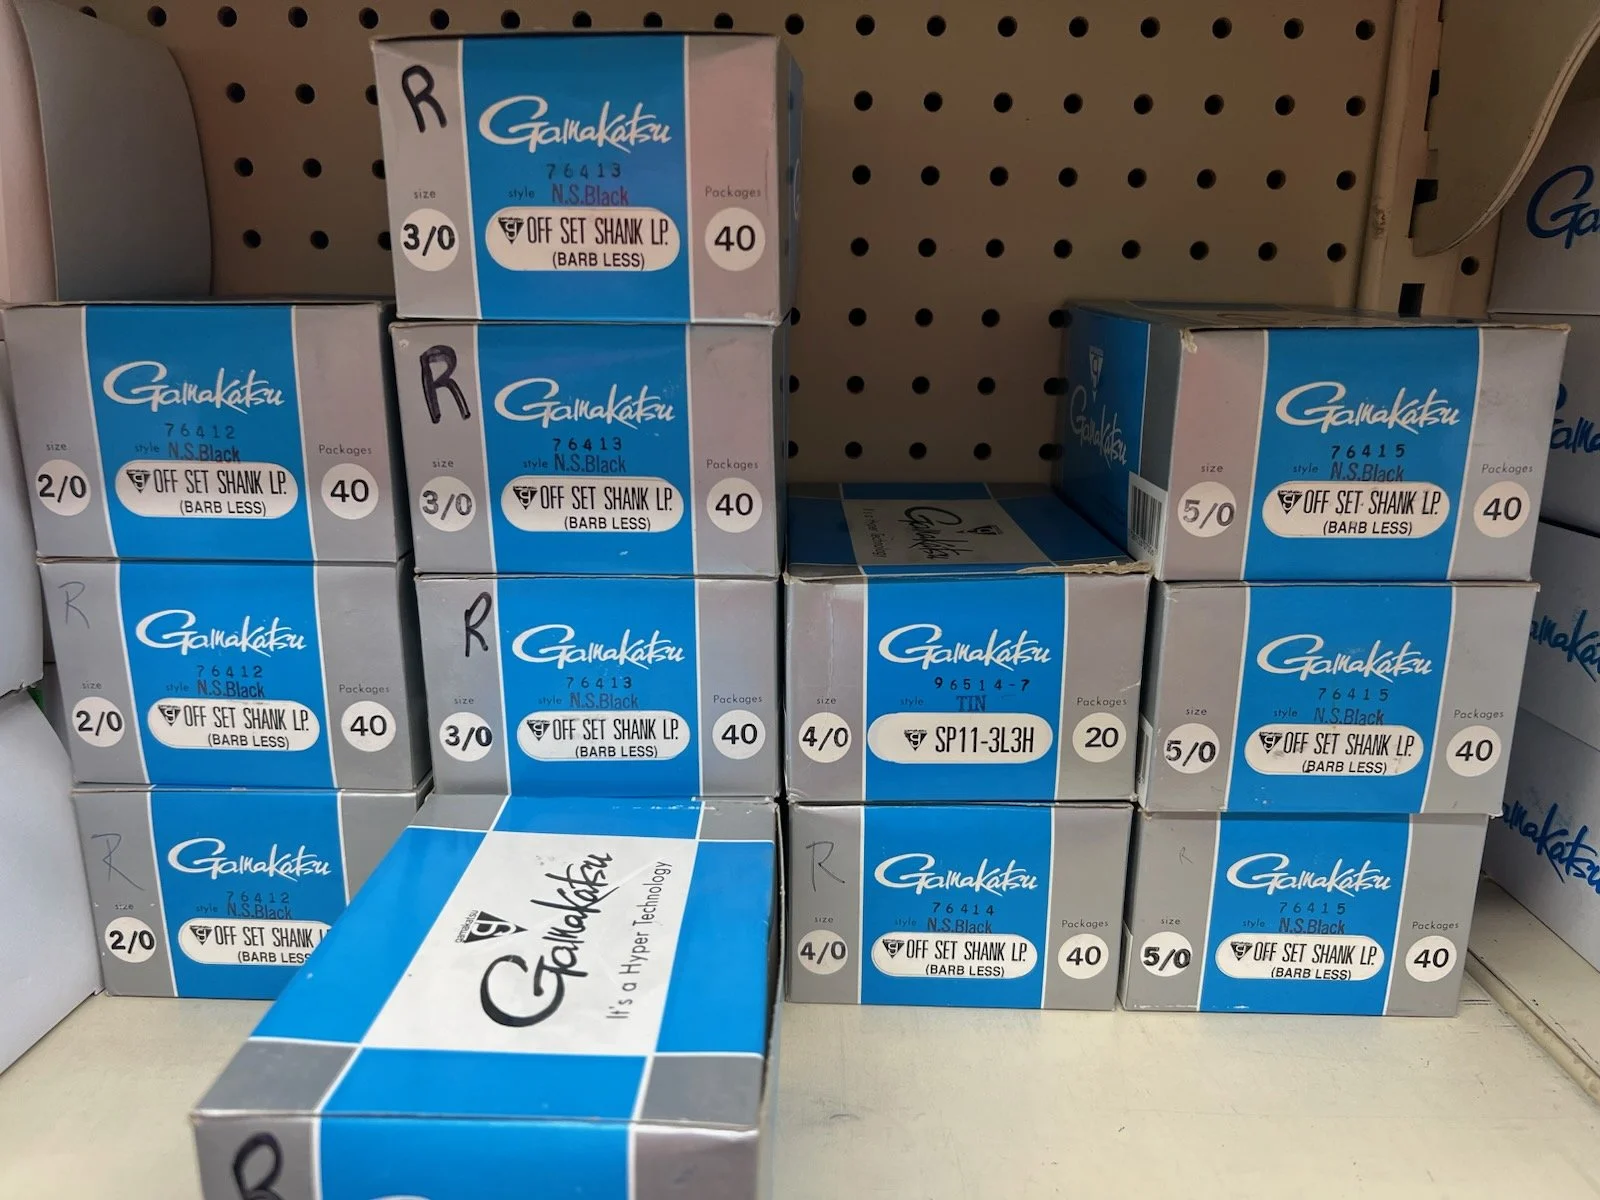 R
Gamakatsu
76413
size style N.S.Black Packages
3/0 OFF SET SHANK LP. 40
(BARB LESS)
Gamakatsu
76412
size style N.S.Black Packages
2/0 OFF SET SHANK LP. 40
(BARB LESS)
R
Gamakatsu
76412
size style N.S.Black Packages
2/0 OFF SET SHANK LP. 40
(BARB LESS)
R
Gamakatsu
76412
size style N.S.Black
2/0 OFF SET SHANK
(BARB LESS
R
Gamakatsu
76413
size style N.S.Black Packages
3/0 OFF SET SHANK LP. 40
(BARB LESS)
R
Gamakatsu
76413
size style N.S.Black Packages
3/0 OFF SET SHANK LP. 40
(BARB LESS)
gamakatsu
Gamakatsu
It's a Hyper Technology
R
Gamakatsu
It's a Hyper Technology
Gamakatsu
96514-7
size style TIN Packages
4/0 SP11-3L3H 20
R
Gamakatsu
76414
size style N.S.Black Packages
4/0 OFF SET SHANK LP. 40
(BARB LESS)
Gamakatsu
Gamakatsu
76415
size style N.S.Black Packages
5/0 OFF SET SHANK LP. 40
(BARB LESS)
Gamakatsu
76415
size style N.S.Black Packages
5/0 OFF SET SHANK LP. 40
(BARB LESS)
R
Gamakatsu
76415
size style N.S.Black Packages
5/0 OFF SET SHANK LP. 40
(BARB LESS)